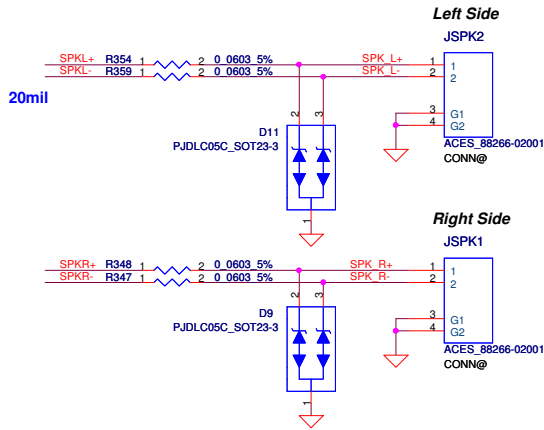 Left Side
JSPK2
SPKL+ R354 1 2 0_0603_5% SPK_L+ 1 1
SPKL- R359 1 2 0_0603_5% SPK_L- 2 2
20mil
3 G1
4 G2
2 3
D11
PJDLC05C_SOT23-3
ACES_88266-02001
CONN@
1
Right Side
JSPK1
SPKR+ R348 1 2 0_0603_5% SPK_R+ 1 1
SPKR- R347 1 2 0_0603_5% SPK_R- 2 2
2 3
D9
PJDLC05C_SOT23-3
3 G1
4 G2
ACES_88266-02001
CONN@
1